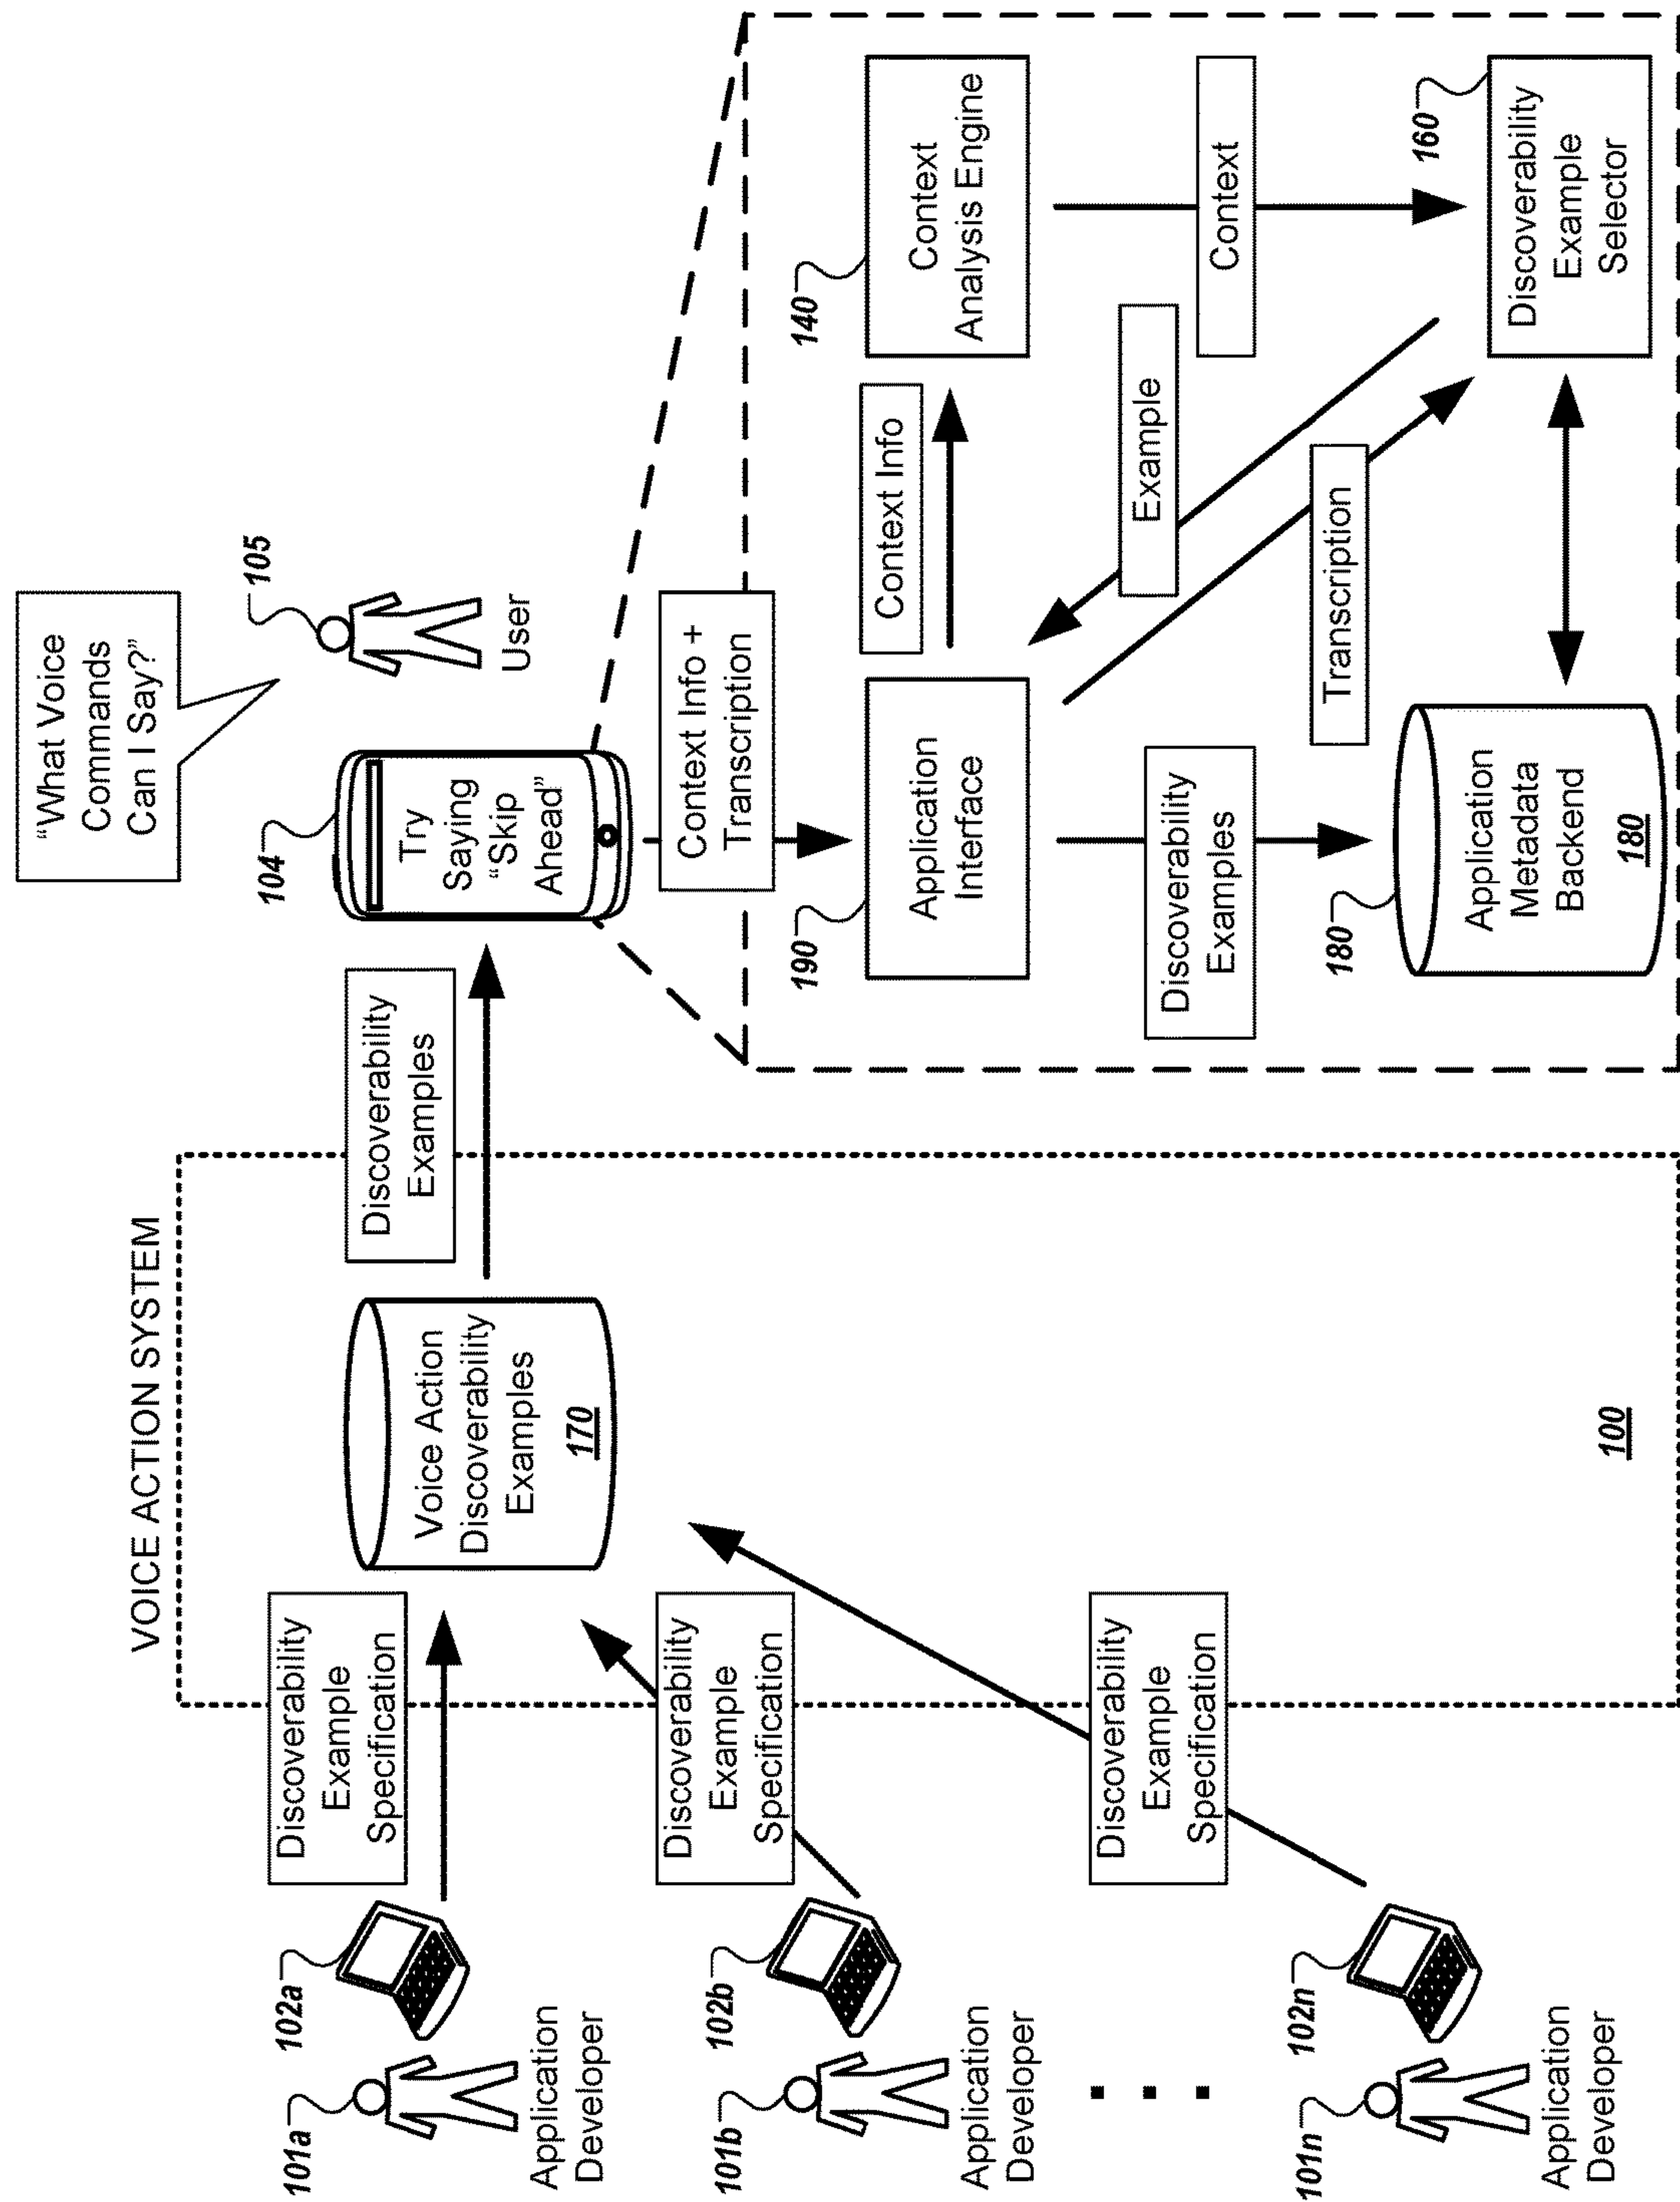 VOICE ACTION SYSTEM
101a
102a
Application
Developer
Discoverability
Example
Specification
101b
102b
Application
Developer
Discoverability
Example
Specification
101n
102n
Application
Developer
Discoverability
Example
Specification
Voice Action
Discoverability
Examples
170
100
Discoverability
Examples
104
Try
Saying
“Skip
Ahead”
“What Voice
Commands
Can I Say?”
105
User
Context Info +
Transcription
190
Application
Interface
Context Info
140
Context
Analysis Engine
Discoverability
Examples
Example
Transcription
Context
180
Application
Metadata
Backend
180
160
Discoverability
Example
Selector